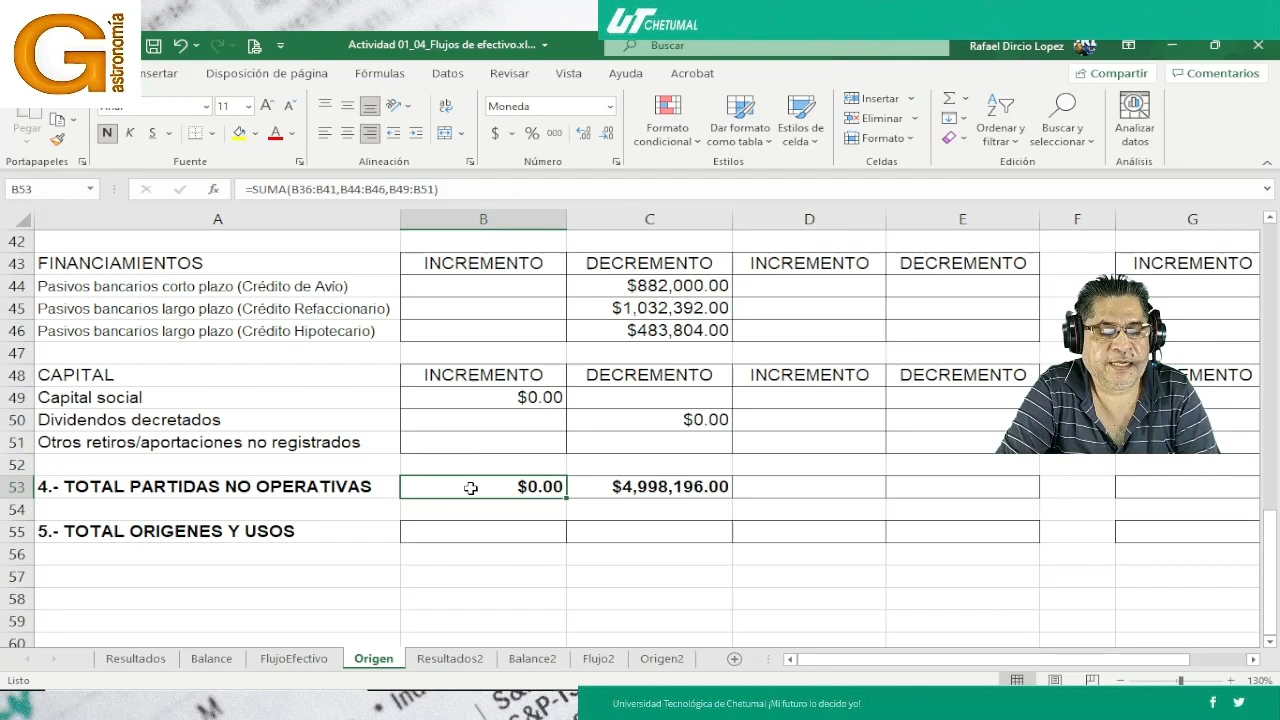 Gastronomía
UT CHETUMAL
Actividad 01_04_Flujos de efectivo.xl...
Buscar
Rafael Dircio Lopez
nsertar
Disposición de página
Fórmulas
Datos
Revisar
Vista
Ayuda
Acrobat
Compartir
Comentarios
Pegar
11
N K S
Moneda
$ % 000
Formato condicional
Dar formato como tabla
Estilos de celda
Insertar
Eliminar
Formato
Ordenar y filtrar
Buscar y seleccionar
Analizar datos
Portapapeles
Fuente
Alineación
Número
Estilos
Celdas
Edición
Análisis
B53
fx
=SUMA(B36:B41,B44:B46,B49:B51)
A B C D E F G
42
43 FINANCIAMIENTOS INCREMENTO DECREMENTO INCREMENTO DECREMENTO INCREMENTO
44 Pasivos bancarios corto plazo (Crédito de Avío) $882,000.00
45 Pasivos bancarios largo plazo (Crédito Refaccionario) $1,032,392.00
46 Pasivos bancarios largo plazo (Crédito Hipotecario) $483,804.00
47
48 CAPITAL INCREMENTO DECREMENTO INCREMENTO DECREMENTO EMENTO
49 Capital social $0.00
50 Dividendos decretados $0.00
51 Otros retiros/aportaciones no registrados
52
53 4.- TOTAL PARTIDAS NO OPERATIVAS $0.00 $4,998,196.00
54
55 5.- TOTAL ORIGENES Y USOS
56
57
58
59
60
Resultados
Balance
FlujoEfectivo
Origen
Resultados2
Balance2
Flujo2
Origen2
Listo
130%
Universidad Tecnológica de Chetumal ¡Mi futuro lo decido yo!